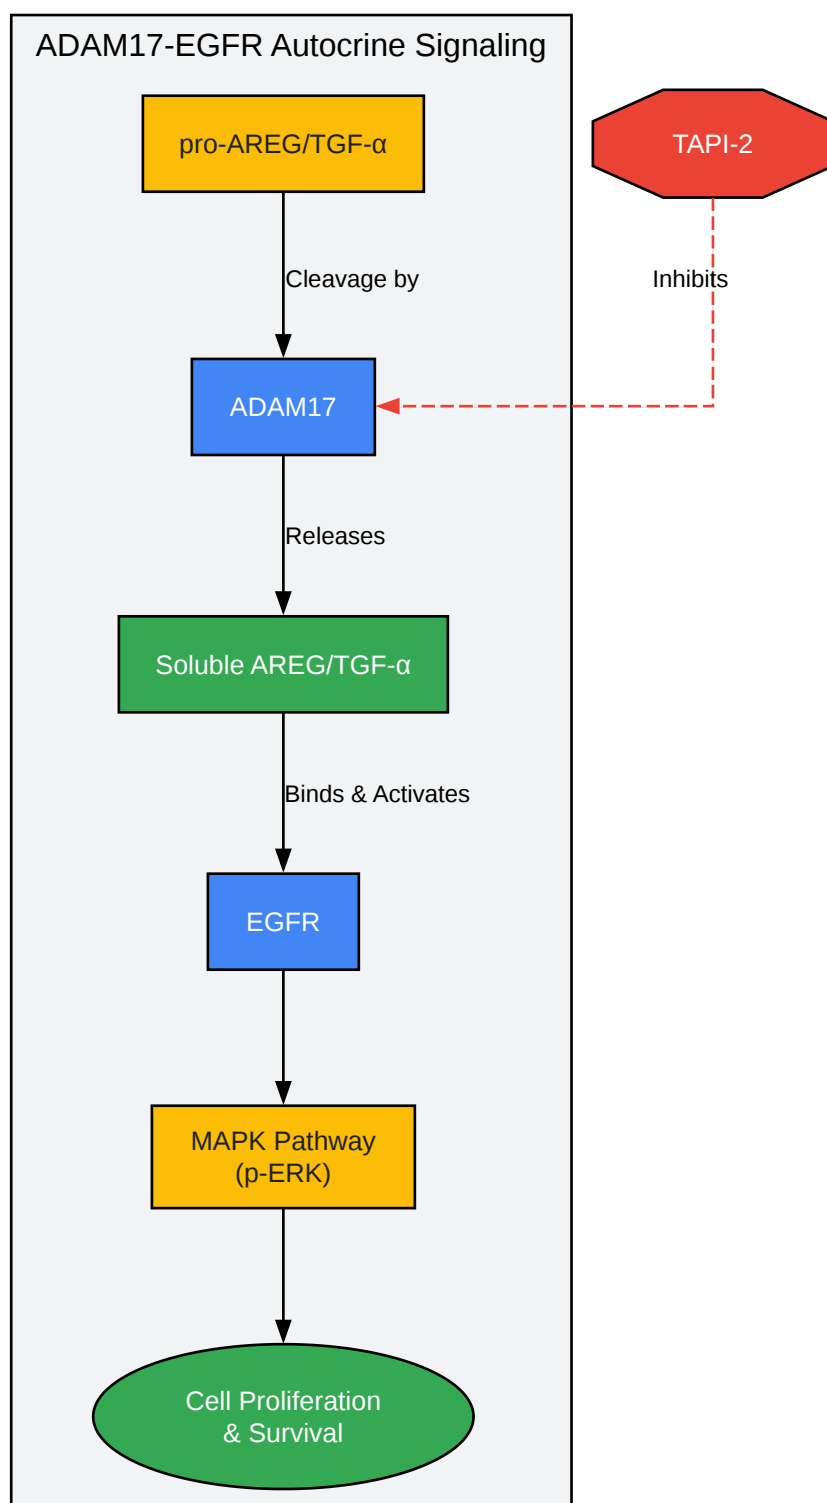 ADAM17-EGFR Autocrine Signaling
pro-AREG/TGF-α
TAPI-2
Cleavage by
Inhibits
ADAM17
Releases
Soluble AREG/TGF-α
Binds & Activates
EGFR
MAPK Pathway
(p-ERK)
Cell Proliferation
& Survival